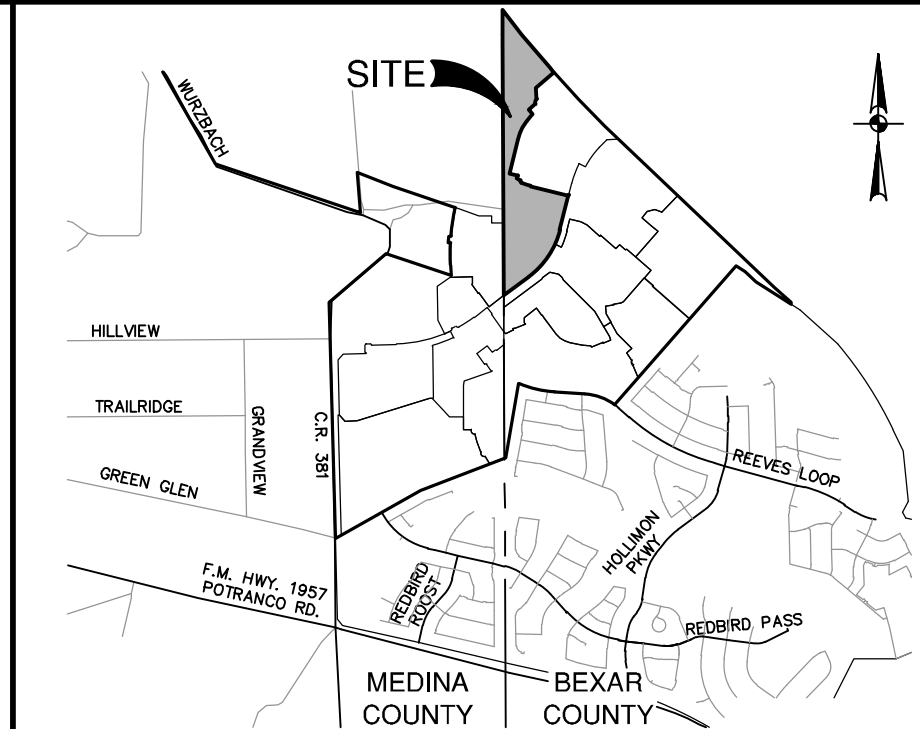 SITE
WURZBACH
HILLVIEW
TRAILRIDGE
GRANDVIEW
C.R. 381
GREEN GLEN
REEVES LOOP
HOLLIMON
PKWY
F.M. HWY. 1957
POTRANCO RD.
REDBIRD
ROOST
REDBIRD PASS
MEDINA
COUNTY
BEXAR
COUNTY